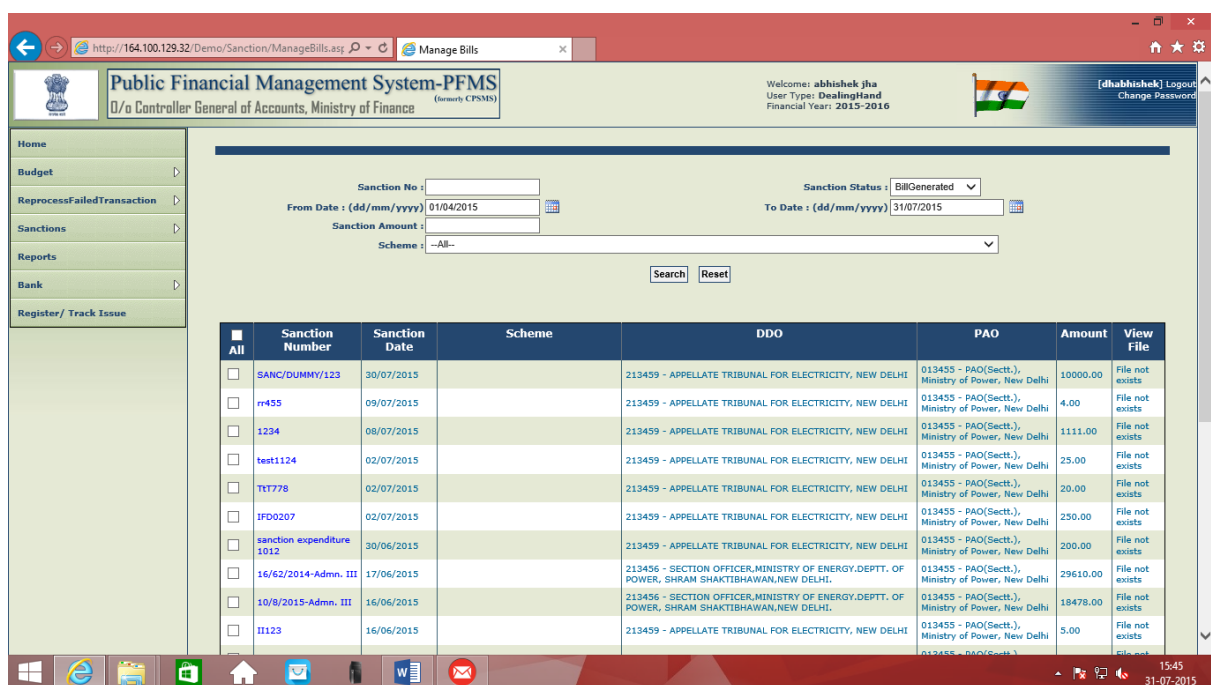 http://164.100.129.32/Demo/Sanction/ManageBills.asp
Manage Bills
Public Financial Management System-PFMS
(formerly CPSMS)
O/o Controller General of Accounts, Ministry of Finance
Welcome: abhishek jha
User Type: DealingHand
Financial Year: 2015-2016
[dhabhishek] Logout
Change Password
Home
Budget
ReprocessFailedTransaction
Sanctions
Reports
Bank
Register/ Track Issue
Sanction No :
Sanction Status : BillGenerated
From Date : (dd/mm/yyyy) 01/04/2015
To Date : (dd/mm/yyyy) 31/07/2015
Sanction Amount :
Scheme : --All--
Search Reset
All Sanction Number Sanction Date Scheme DDO PAO Amount View File
SANC/DUMMY/123 30/07/2015 213459 - APPELLATE TRIBUNAL FOR ELECTRICITY, NEW DELHI 013455 - PAO(Sectt.), Ministry of Power, New Delhi 10000.00 File not exists
rr455 09/07/2015 213459 - APPELLATE TRIBUNAL FOR ELECTRICITY, NEW DELHI 013455 - PAO(Sectt.), Ministry of Power, New Delhi 4.00 File not exists
1234 08/07/2015 213459 - APPELLATE TRIBUNAL FOR ELECTRICITY, NEW DELHI 013455 - PAO(Sectt.), Ministry of Power, New Delhi 1111.00 File not exists
test1124 02/07/2015 213459 - APPELLATE TRIBUNAL FOR ELECTRICITY, NEW DELHI 013455 - PAO(Sectt.), Ministry of Power, New Delhi 25.00 File not exists
TtT778 02/07/2015 213459 - APPELLATE TRIBUNAL FOR ELECTRICITY, NEW DELHI 013455 - PAO(Sectt.), Ministry of Power, New Delhi 20.00 File not exists
IFD0207 02/07/2015 213459 - APPELLATE TRIBUNAL FOR ELECTRICITY, NEW DELHI 013455 - PAO(Sectt.), Ministry of Power, New Delhi 250.00 File not exists
sanction expenditure 1012 30/06/2015 213459 - APPELLATE TRIBUNAL FOR ELECTRICITY, NEW DELHI 013455 - PAO(Sectt.), Ministry of Power, New Delhi 200.00 File not exists
16/62/2014-Admn. III 17/06/2015 213456 - SECTION OFFICER,MINISTRY OF ENERGY.DEPTT. OF POWER, SHRAM SHAKTIBHAWAN,NEW DELHI. 013455 - PAO(Sectt.), Ministry of Power, New Delhi 29610.00 File not exists
10/8/2015-Admn. III 16/06/2015 213456 - SECTION OFFICER,MINISTRY OF ENERGY.DEPTT. OF POWER, SHRAM SHAKTIBHAWAN,NEW DELHI. 013455 - PAO(Sectt.), Ministry of Power, New Delhi 18478.00 File not exists
II123 16/06/2015 213459 - APPELLATE TRIBUNAL FOR ELECTRICITY, NEW DELHI 013455 - PAO(Sectt.), Ministry of Power, New Delhi 5.00 File not exists
013455 - PAO(Sectt.), File not
15:45
31-07-2015